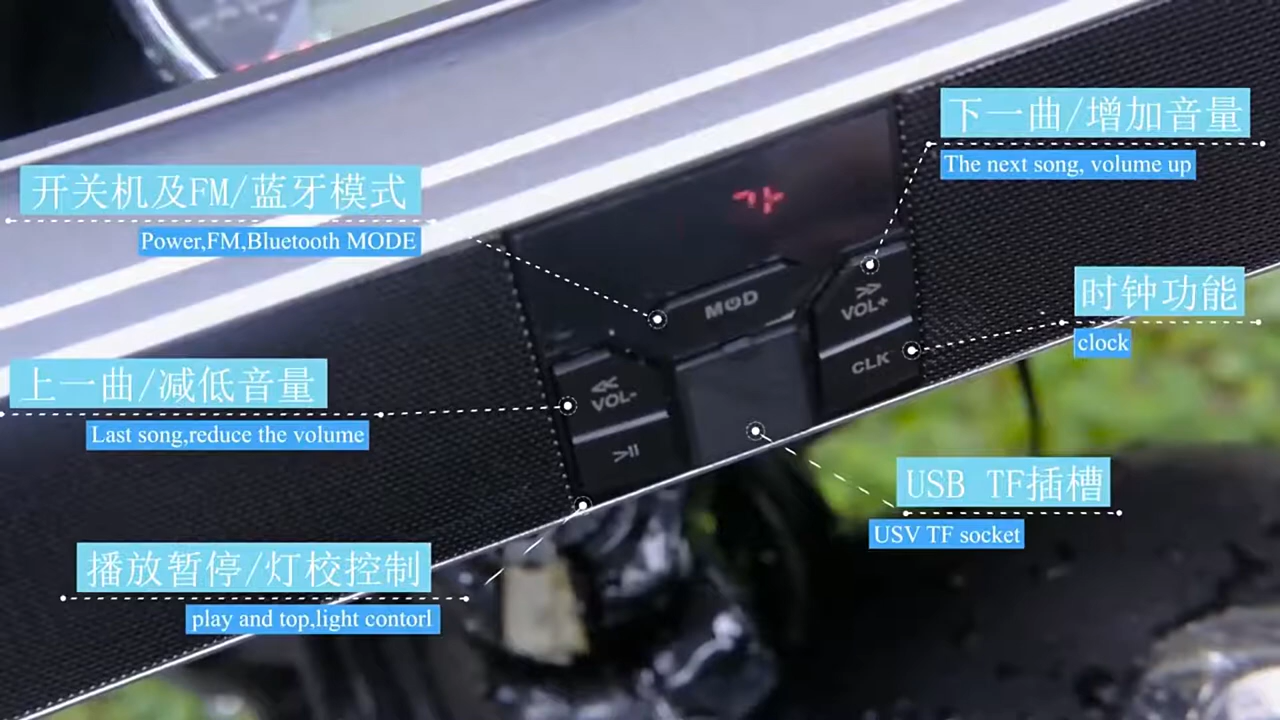 下一曲/增加音量
The next song, volume up
开关机及FM/蓝牙模式
Power,FM,Bluetooth MODE
时钟功能
clock
MOD
>>
VOL+
CLK
<<
VOL-
>II
上一曲/减低音量
Last song,reduce the volume
USB TF插槽
USV TF socket
播放暂停/灯校控制
play and top,light contorl